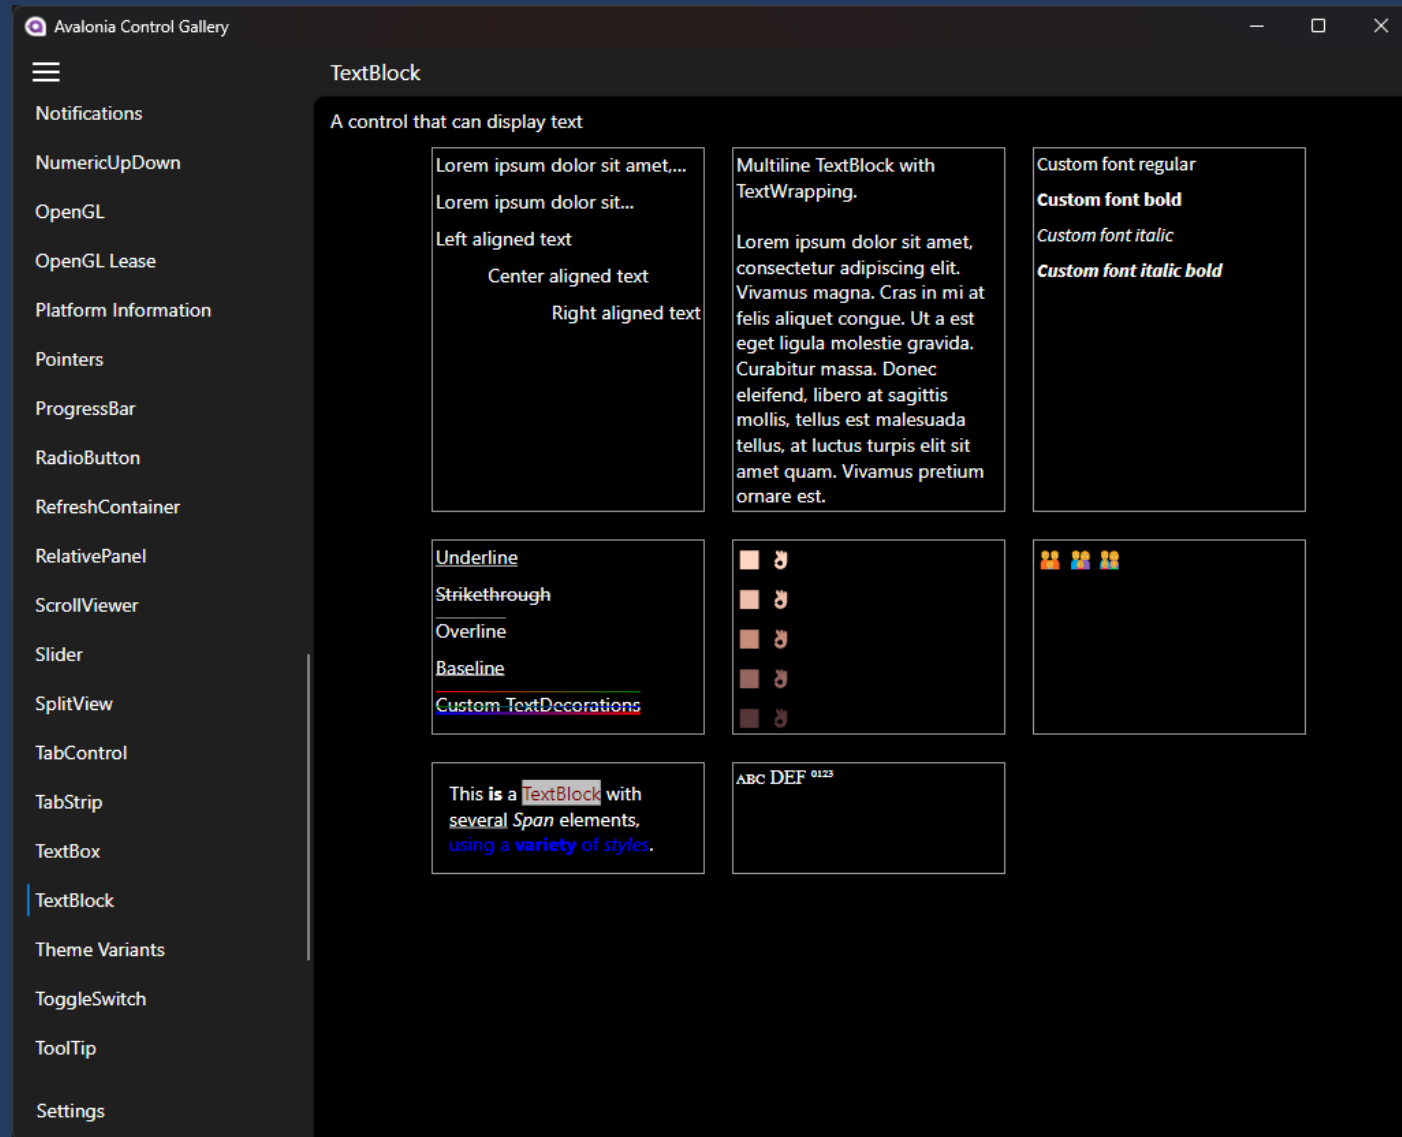 Avalonia Control Gallery
TextBlock
Notifications
NumericUpDown
OpenGL
OpenGL Lease
Platform Information
Pointers
ProgressBar
RadioButton
RefreshContainer
RelativePanel
ScrollViewer
Slider
SplitView
TabControl
TabStrip
TextBox
TextBlock
Theme Variants
ToggleSwitch
ToolTip
Settings
A control that can display text
Lorem ipsum dolor sit amet,...
Lorem ipsum dolor sit...
Left aligned text
Center aligned text
Right aligned text
Multiline TextBlock with
TextWrapping.
Lorem ipsum dolor sit amet,
consectetur adipiscing elit.
Vivamus magna. Cras in mi at
felis aliquet congue. Ut a est
eget ligula molestie gravida.
Curabitur massa. Donec
eleifend, libero at sagittis
mollis, tellus est malesuada
tellus, at luctus turpis elit sit
amet quam. Vivamus pretium
ornare est.
Custom font regular
Custom font bold
Custom font italic
Custom font italic bold
Underline
Strikethrough
Overline
Baseline
Custom TextDecorations
This is a TextBlock with
several Span elements,
using a variety of styles.
ᴀʙᴄ DEF ⁰¹²³